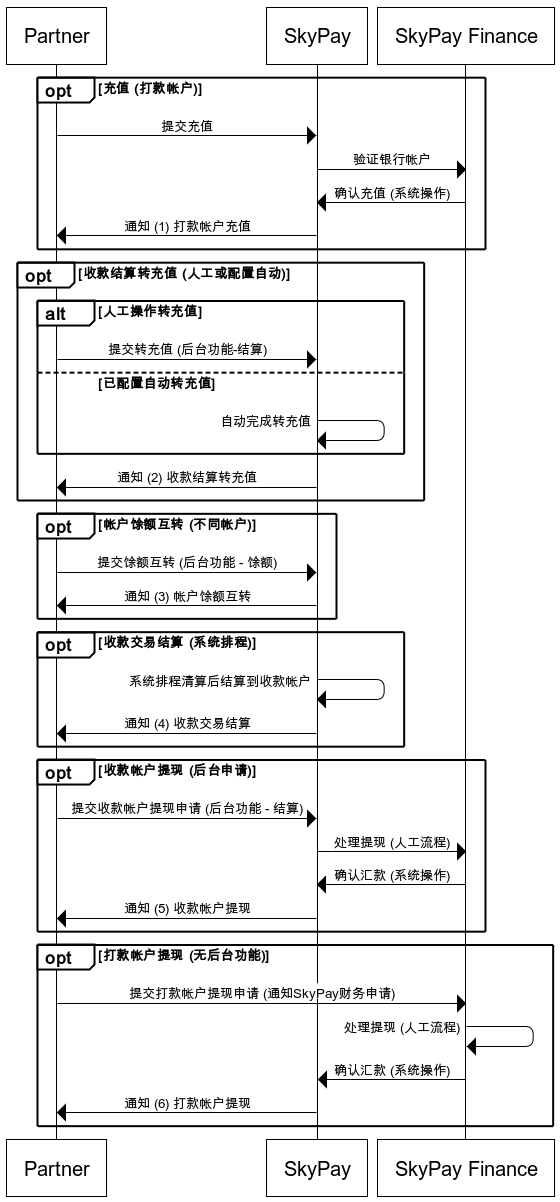 Partner
SkyPay
SkyPay Finance
opt
[充值 (打款帐户)]
提交充值
验证银行帐户
确认充值 (系统操作)
通知 (1) 打款帐户充值
opt
[收款结算转充值 (人工或配置自动)]
alt
[人工操作转充值]
提交转充值 (后台功能-结算)
[已配置自动转充值]
自动完成转充值
通知 (2) 收款结算转充值
opt
[帐户馀额互转 (不同帐户)]
提交馀额互转 (后台功能 - 馀额)
通知 (3) 帐户馀额互转
opt
[收款交易结算 (系统排程)]
系统排程清算后结算到收款帐户
通知 (4) 收款交易结算
opt
[收款帐户提现 (后台申请)]
提交收款帐户提现申请 (后台功能 - 结算)
处理提现 (人工流程)
确认汇款 (系统操作)
通知 (5) 收款帐户提现
opt
[打款帐户提现 (无后台功能)]
提交打款帐户提现申请 (通知SkyPay财务申请)
处理提现 (人工流程)
确认汇款 (系统操作)
通知 (6) 打款帐户提现
Partner
SkyPay
SkyPay Finance